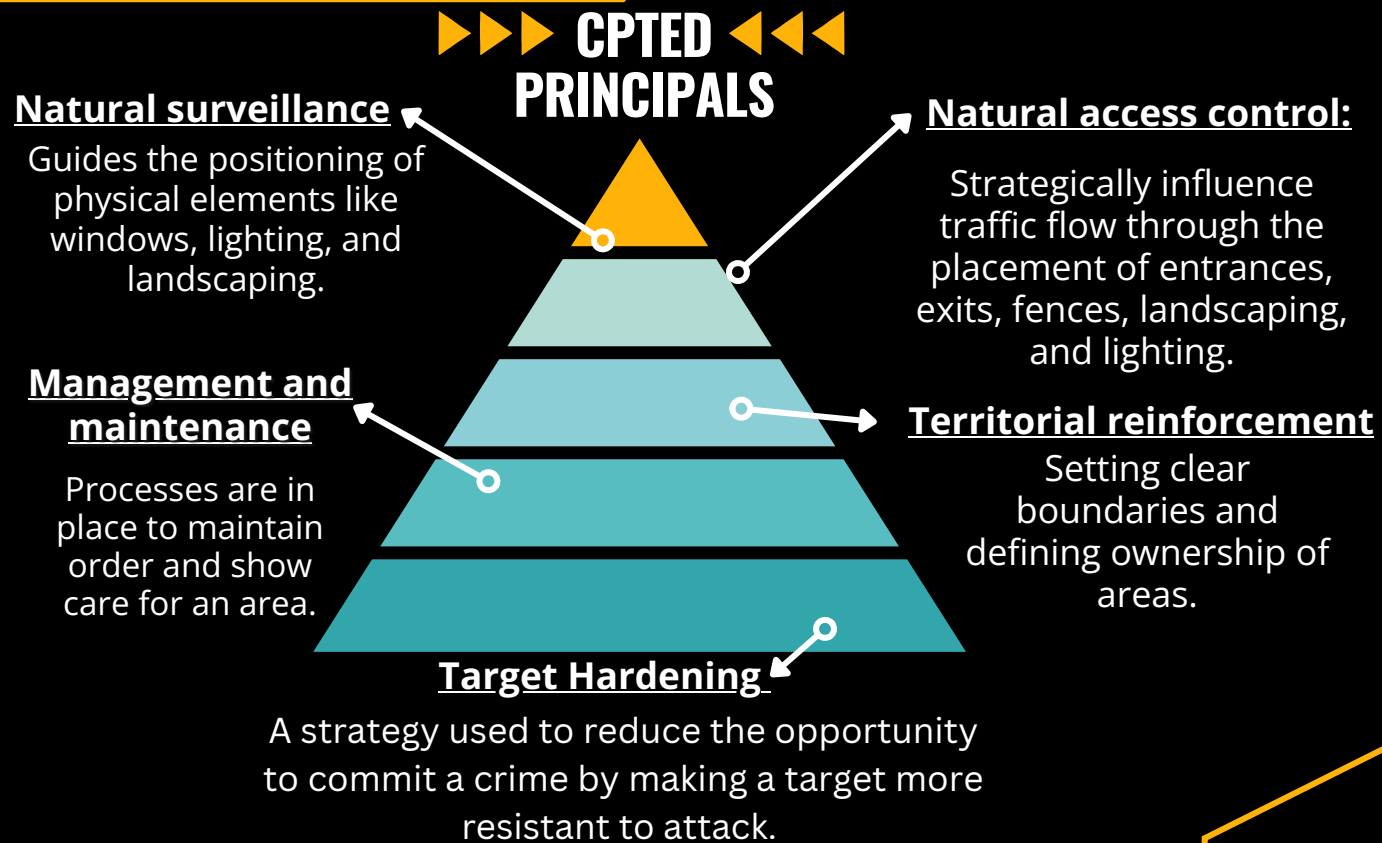 CPTED
PRINCIPALS
Natural surveillance
Guides the positioning of
physical elements like
windows, lighting, and
landscaping.
Natural access control:
Strategically influence
traffic flow through the
placement of entrances,
exits, fences, landscaping,
and lighting.
Management and
maintenance
Processes are in
place to maintain
order and show
care for an area.
Territorial reinforcement
Setting clear
boundaries and
defining ownership of
areas.
Target Hardening
A strategy used to reduce the opportunity
to commit a crime by making a target more
resistant to attack.